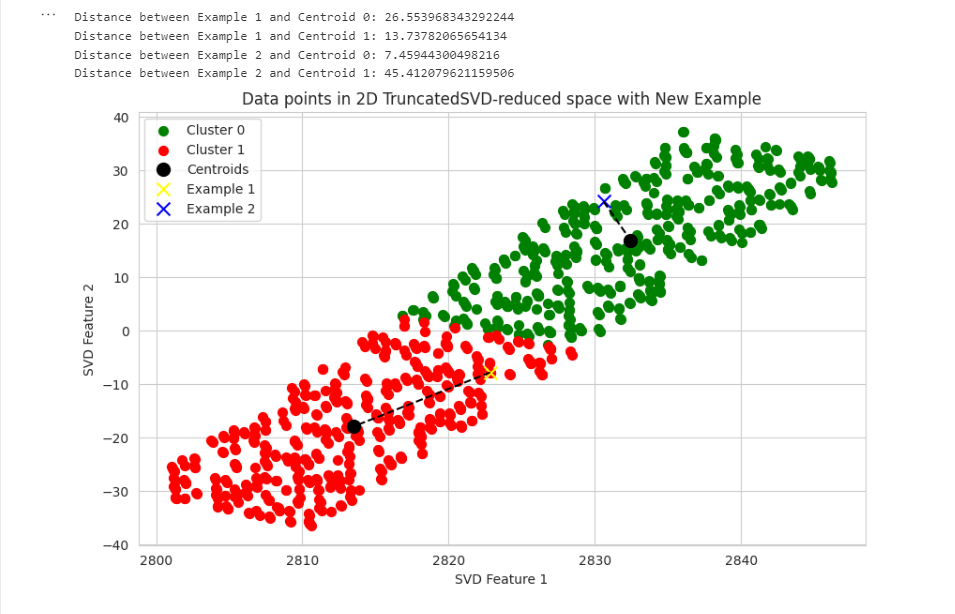 ...
Distance between Example 1 and Centroid 0: 26.553968343292244
Distance between Example 1 and Centroid 1: 13.73782065654134
Distance between Example 2 and Centroid 0: 7.45944300498216
Distance between Example 2 and Centroid 1: 45.412079621159506
Data points in 2D TruncatedSVD-reduced space with New Example
Cluster 0
Cluster 1
Centroids
Example 1
Example 2
SVD Feature 2
40
30
20
10
0
−10
−20
−30
−40
2800 2810 2820 2830 2840
SVD Feature 1